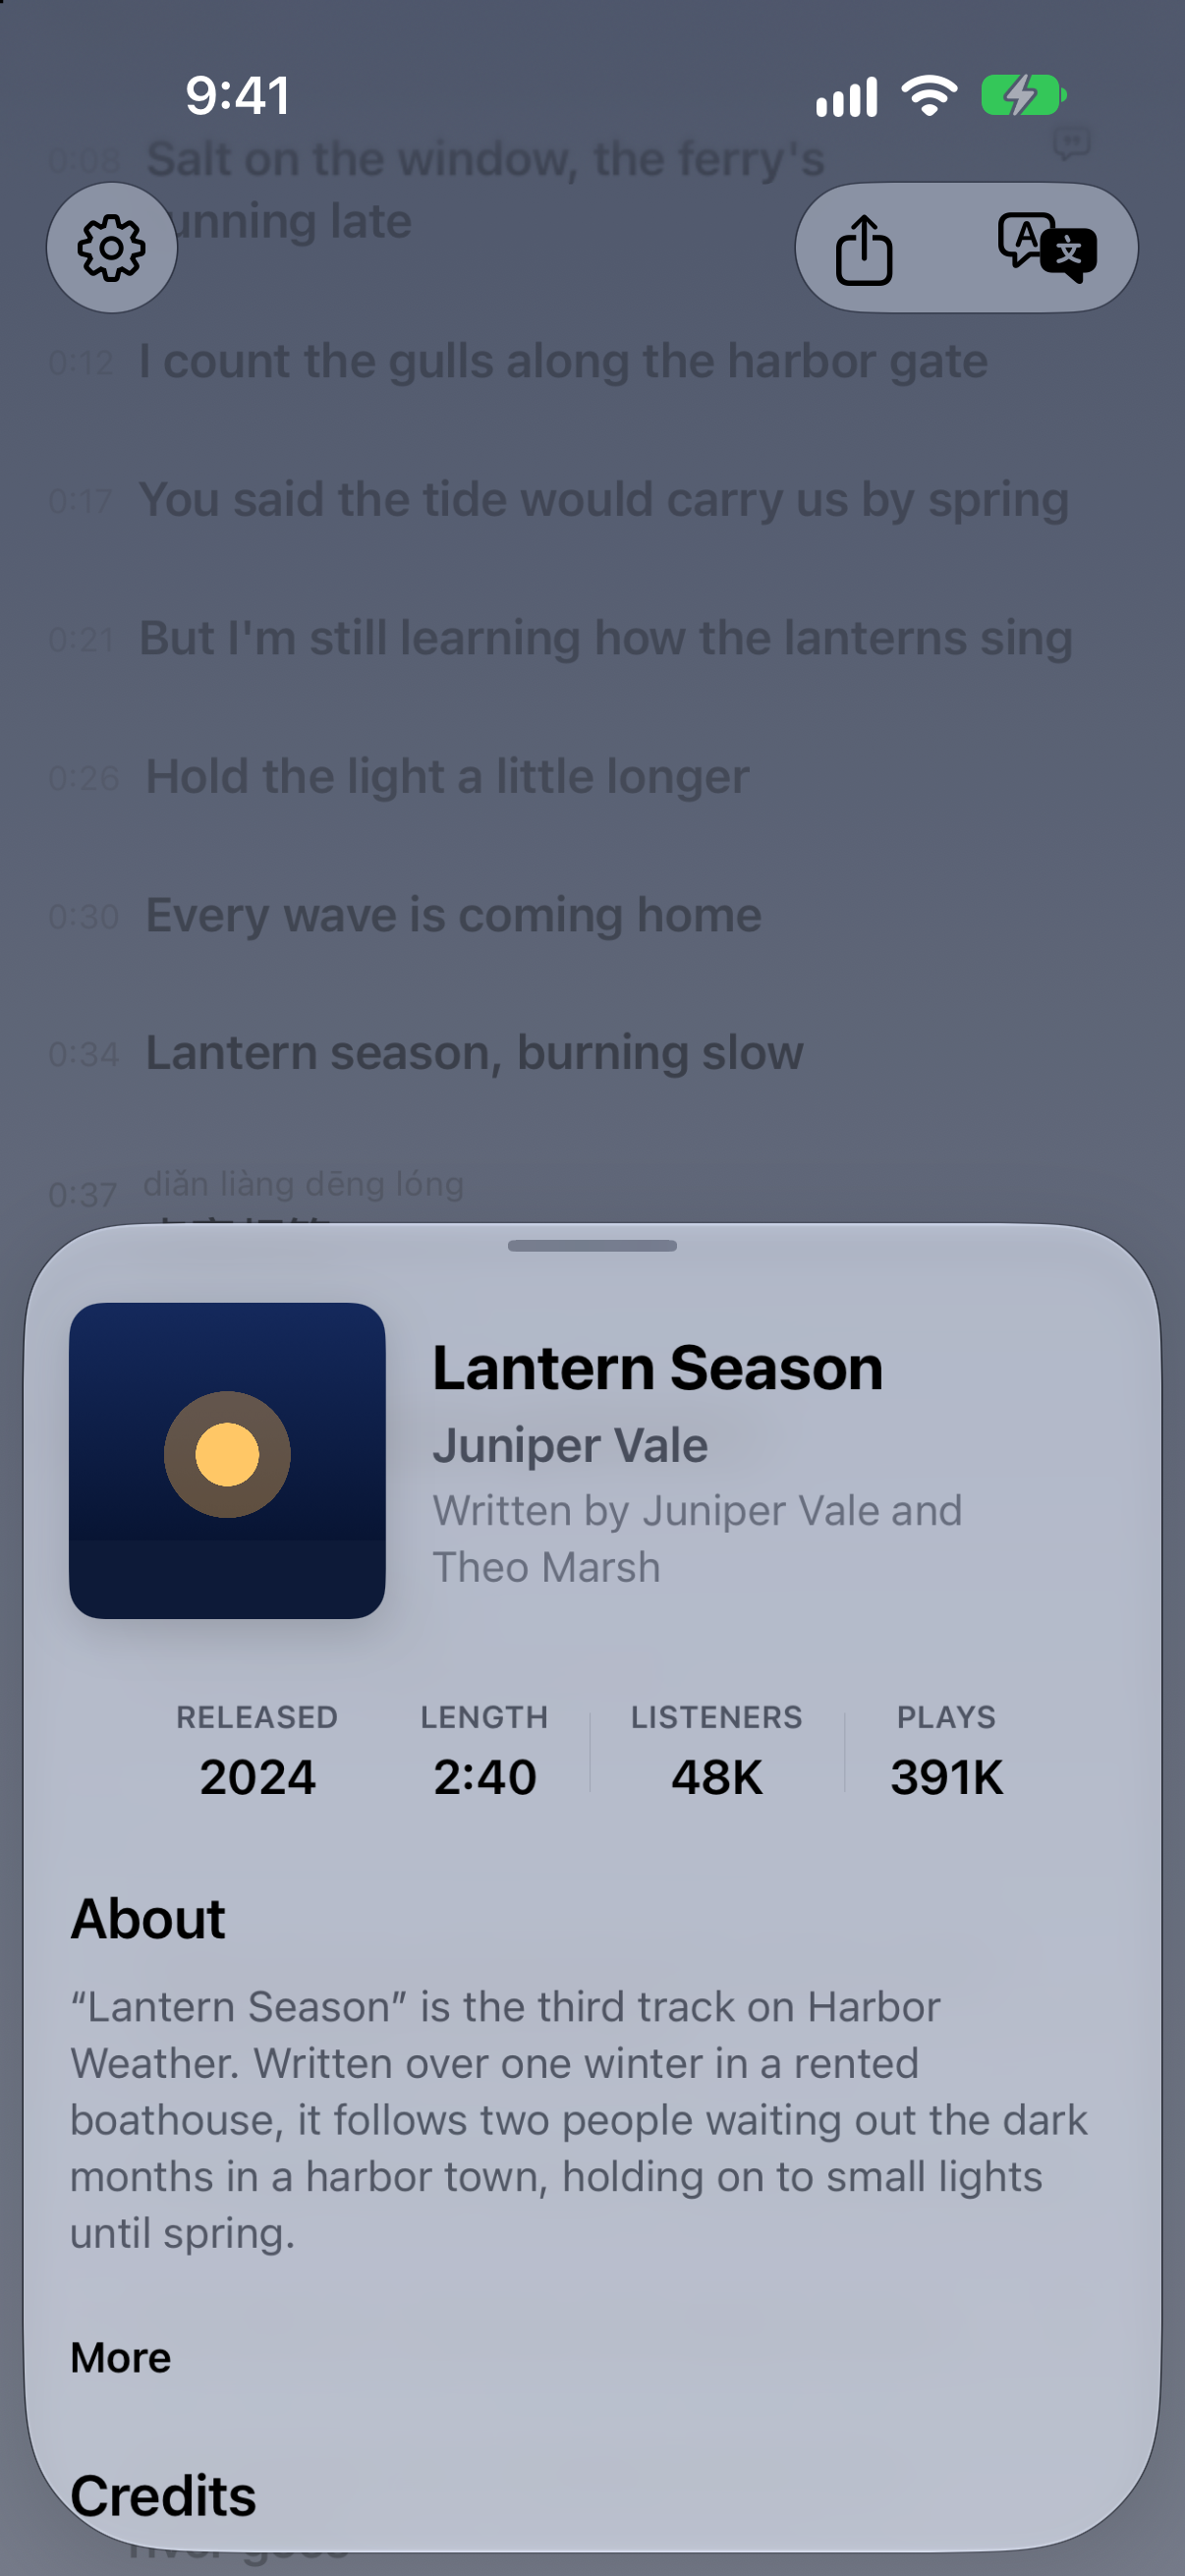 9:41
0:08 Salt on the window, the ferry's
unning late
A 文
0:12 I count the gulls along the harbor gate
0:17 You said the tide would carry us by spring
0:21 But I'm still learning how the lanterns sing
0:26 Hold the light a little longer
0:30 Every wave is coming home
0:34 Lantern season, burning slow
0:37 diǎn liàng dēng lóng
Lantern Season
Juniper Vale
Written by Juniper Vale and
Theo Marsh
RELEASED LENGTH LISTENERS PLAYS
2024 2:40 48K 391K
About
“Lantern Season” is the third track on Harbor
Weather. Written over one winter in a rented
boathouse, it follows two people waiting out the dark
months in a harbor town, holding on to small lights
until spring.
More
Credits